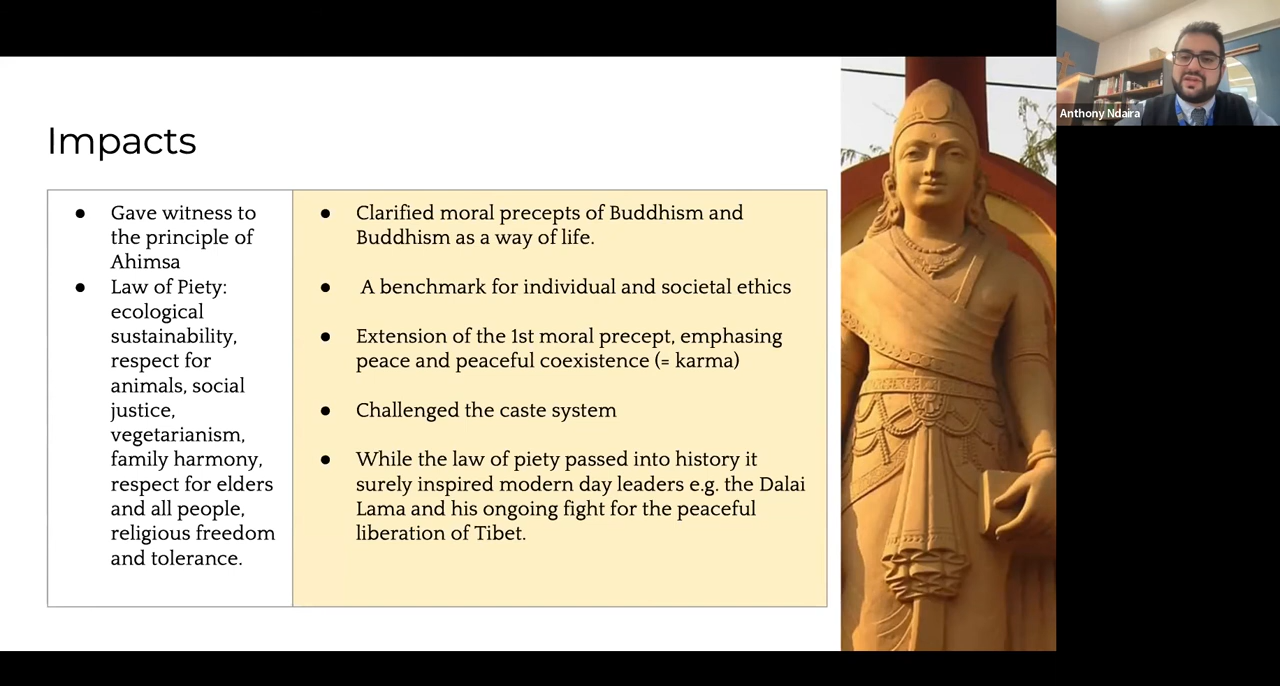 Impacts
● Gave witness to
the principle of
Ahimsa
● Law of Piety:
ecological
sustainability,
respect for
animals, social
justice,
vegetarianism,
family harmony,
respect for elders
and all people,
religious freedom
and tolerance.
● Clarified moral precepts of Buddhism and
Buddhism as a way of life.
● A benchmark for individual and societal ethics
● Extension of the 1st moral precept, emphasing
peace and peaceful coexistence (= karma)
● Challenged the caste system
● While the law of piety passed into history it
surely inspired modern day leaders e.g. the Dalai
Lama and his ongoing fight for the peaceful
liberation of Tibet.
Anthony Ndaira